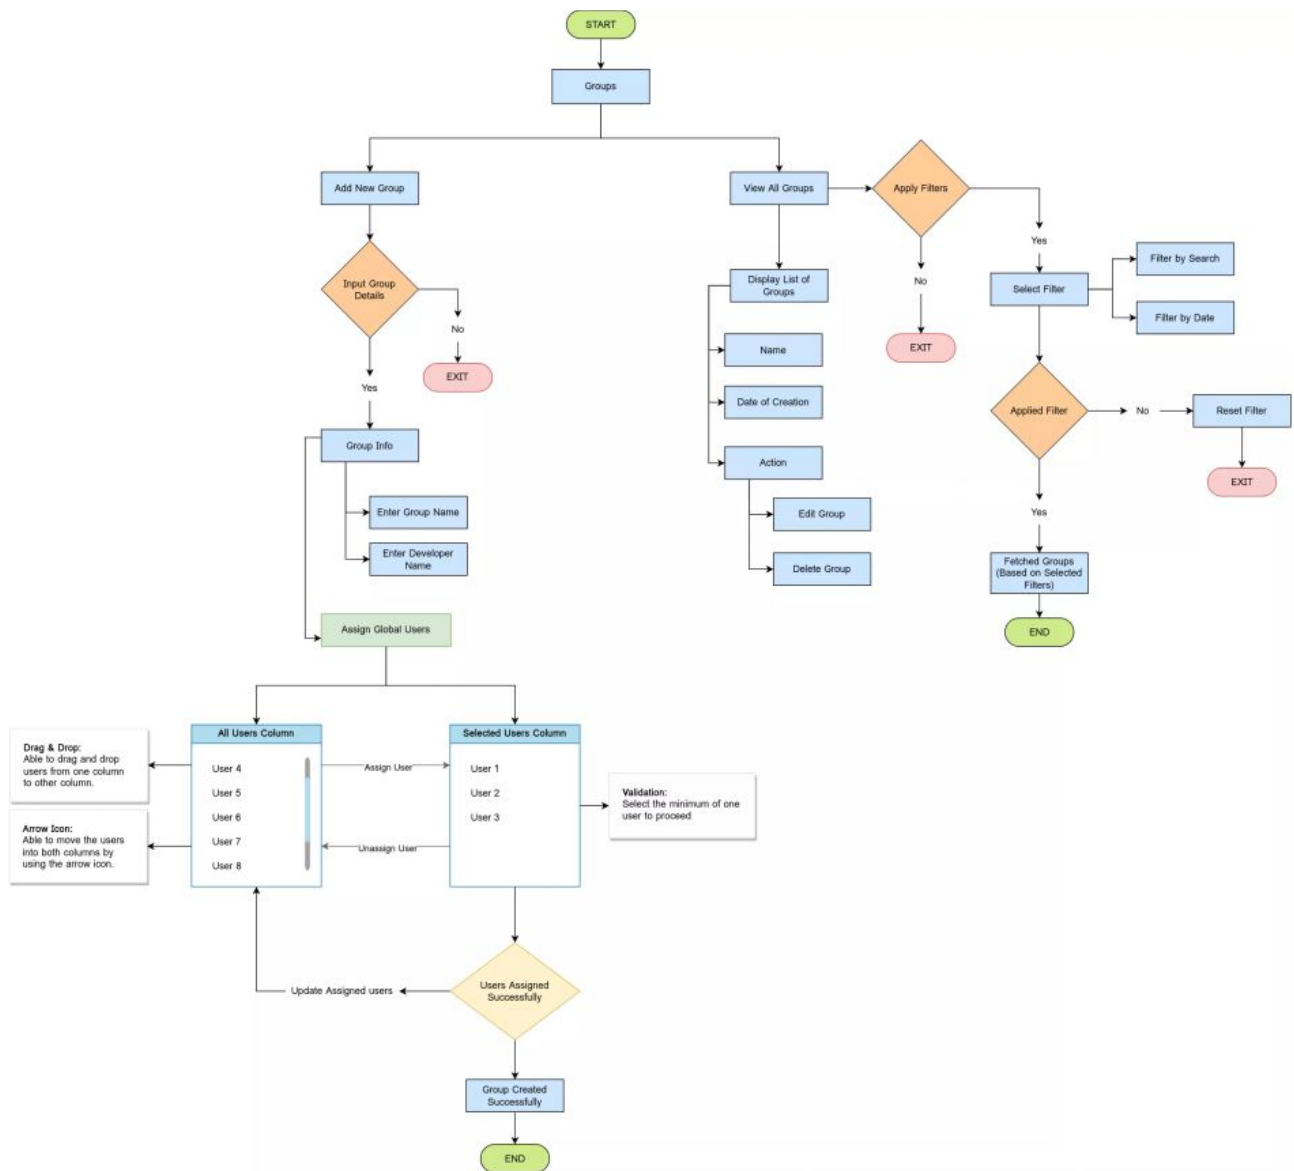 START
Groups
Add New Group
View All Groups
Apply Filters
Yes
Filter by Search
Input Group
Details
Display List of
Groups
No
Select Filter
Filter by Date
No
EXIT
Name
EXIT
Yes
Date of Creation
Applied Filter
No
Reset Filter
Group Info
Action
EXIT
Enter Group Name
Edit Group
Yes
Enter Developer
Name
Delete Group
Fetched Groups
(Based on Selected
Filters)
Assign Global Users
END
All Users Column
Selected Users Column
Drag & Drop:
Able to drag and drop
users from one column
to other column.
User 4
User 5
User 6
User 7
User 8
Assign User
User 1
User 2
User 3
Validation:
Select the minimum of one
user to proceed
Arrow Icon:
Able to move the users
into both columns by
using the arrow icon.
Unassign User
Update Assigned users
Users Assigned
Successfully
Group Created
Successfully
END